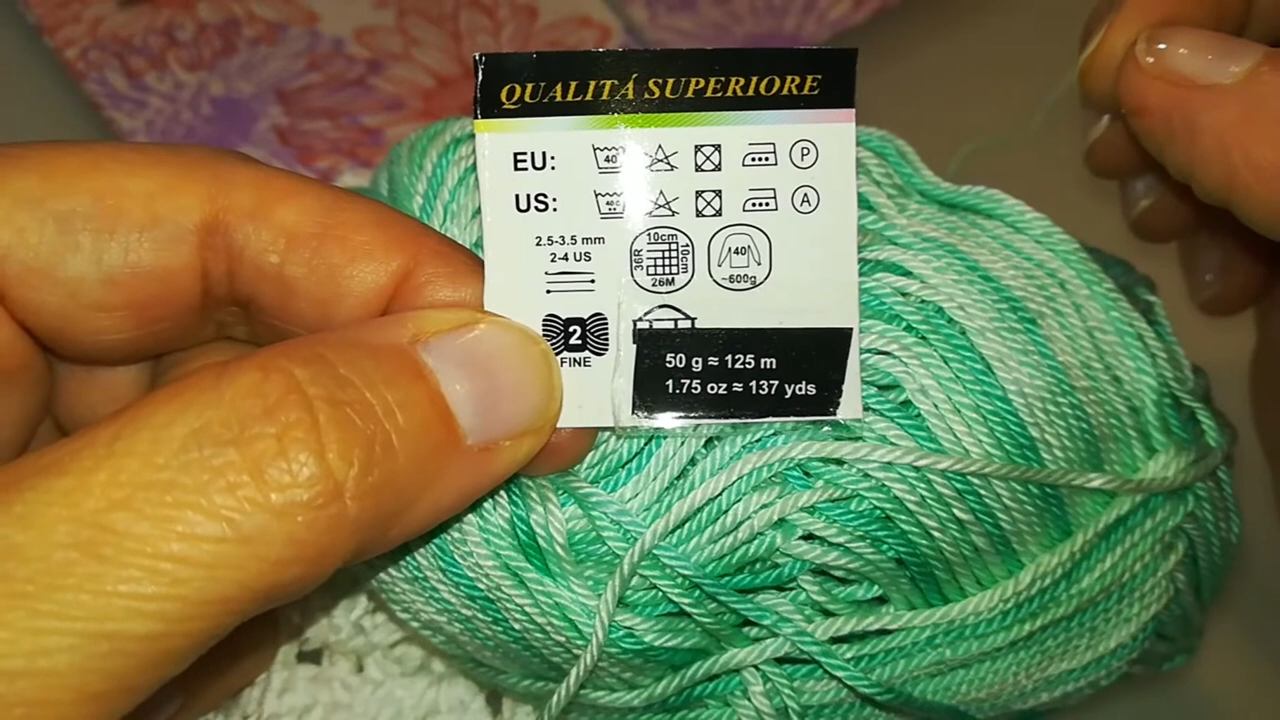 QUALITÁ SUPERIORE
EU: 40 P
US: 40C A
2.5-3.5 mm
2-4 US
10cm
36R
10cm
26M
40
~600g
2
FINE
50 g ≈ 125 m
1.75 oz ≈ 137 yds